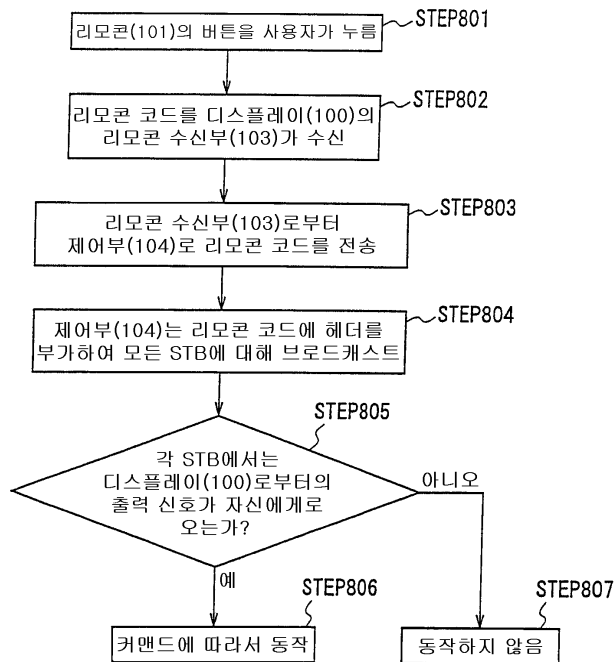 리모콘(101)의 버튼을 사용자가 누름
STEP801
리모콘 코드를 디스플레이(100)의
리모콘 수신부(103)가 수신
STEP802
리모콘 수신부(103)로부터
제어부(104)로 리모콘 코드를 전송
STEP803
제어부(104)는 리모콘 코드에 헤더를
부가하여 모든 STB에 대해 브로드캐스트
STEP804
STEP805
각 STB에서는
디스플레이(100)로부터의
출력 신호가 자신에게로
오는가?
아니오
예
STEP806
커맨드에 따라서 동작
STEP807
동작하지 않음